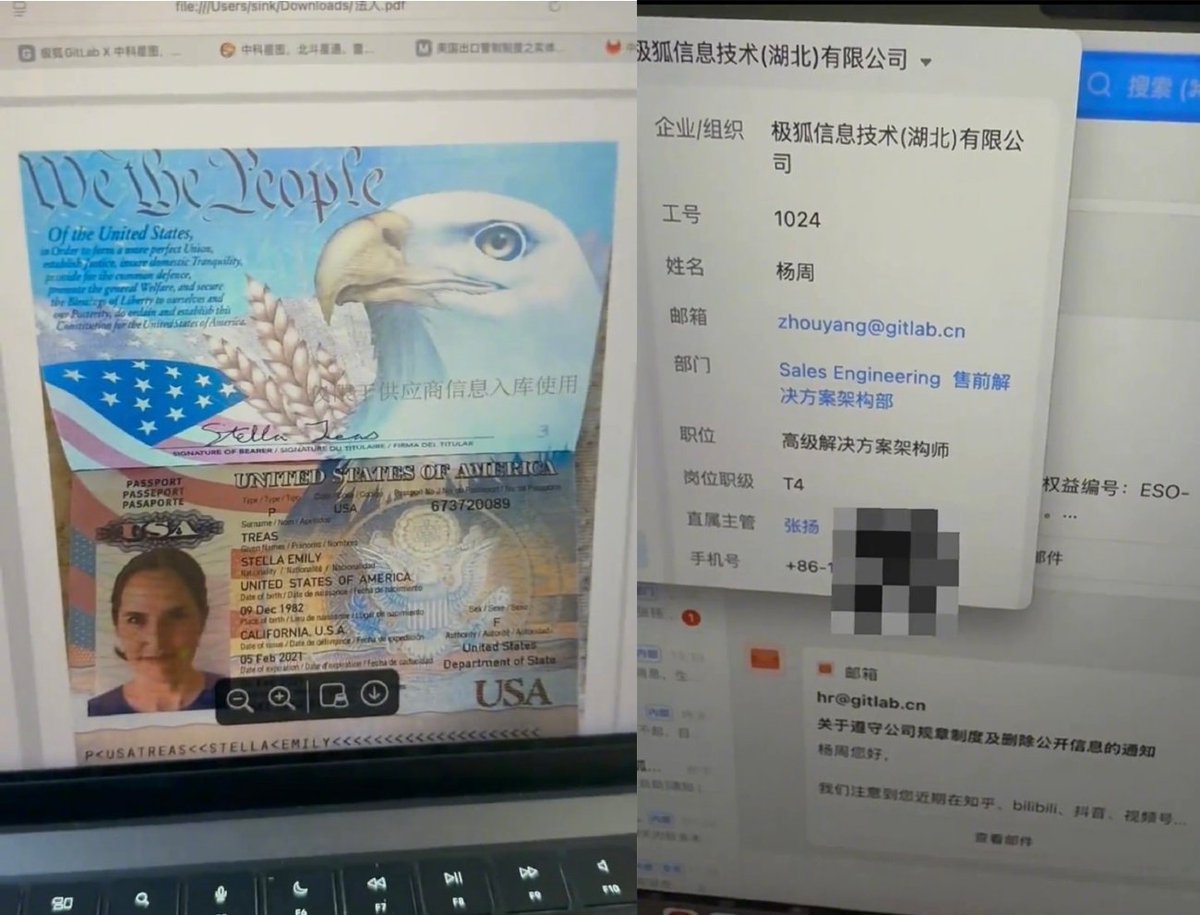 file:///Users/sink/Downloads/法人.pdf
极狐GitLab X 中科星图，...
中科星图、北斗星通、雷...
美国出口管制制度之实体...
We the People
Of the United States,
in Order to form a more perfect Union,
establish Justice, insure domestic Tranquility,
provide for the common defence,
promote the general Welfare, and secure
the Blessings of Liberty to ourselves and
our Posterity, do ordain and establish this
Constitution for the United States of America.
于供应商信息入库使用
Stella Treas
SIGNATURE OF BEARER / SIGNATURE DU TITULAIRE / FIRMA DEL TITULAR
3
PASSPORT
PASSEPORT
PASAPORTE
USA
UNITED STATES OF AMERICA
Type / Type / Tipo
P
USA
673720089
Surname / Nom / Apellidos
TREAS
Given Names / Prénoms / Nombres
STELLA EMILY
Nationality / Nationalité / Nacionalidad
UNITED STATES OF AMERICA
Date of birth / Date de naissance / Fecha de nacimiento
09 Dec 1982
Place of birth / Lieu de naissance / Lugar de nacimiento
CALIFORNIA, U.S.A.
Sex / Sexe / Sexo
F
Date of issue / Date de délivrance / Fecha de expedición
05 Feb 2021
Authority / Autorité / Autoridad
United States
Department of State
Date of expiration / Date d'expiration / Fecha de caducidad
USA
P<USATREAS<<STELLA<EMILY<<<<<<<<<<<<<<<<<<<<
F6
F7
F8
F9
F10
极狐信息技术(湖北)有限公司
搜索
企业/组织 极狐信息技术(湖北)有限公
司
工号 1024
姓名 杨周
邮箱 zhouyang@gitlab.cn
部门 Sales Engineering 售前解
决方案架构部
职位 高级解决方案架构师
岗位职级 T4
直属主管 张扬
手机号 +86-1
权益编号：ESO-
。...
邮件
1
邮箱
hr@gitlab.cn
关于遵守公司规章制度及删除公开信息的通知
杨周您好，
我们注意到您近期在知乎、bilibili、抖音、视频号...
查看邮件